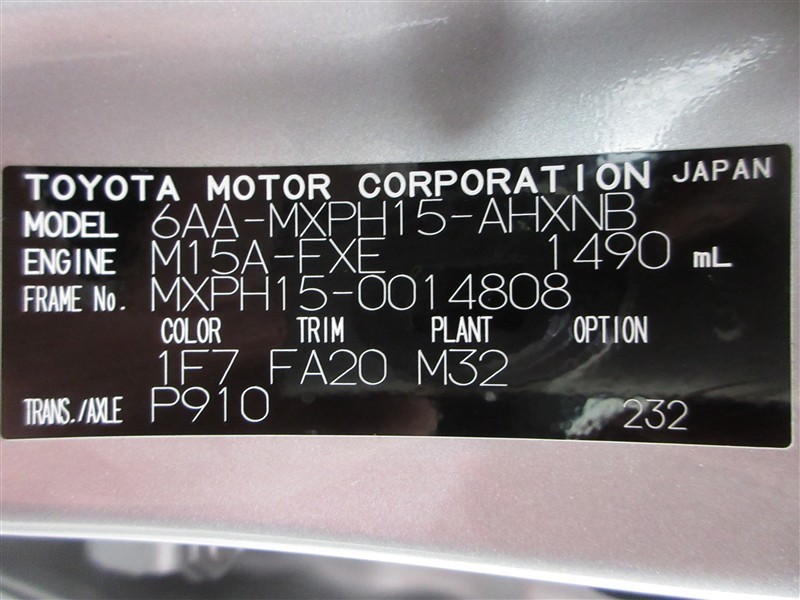 TOYOTA MOTOR CORPORATION JAPAN
MODEL 6AA-MXPH15-AHXNB
ENGINE M15A-FXE 1490 mL
FRAME No. MXPH15-0014808
COLOR TRIM PLANT OPTION
1F7 FA20 M32
TRANS./AXLE P910 232